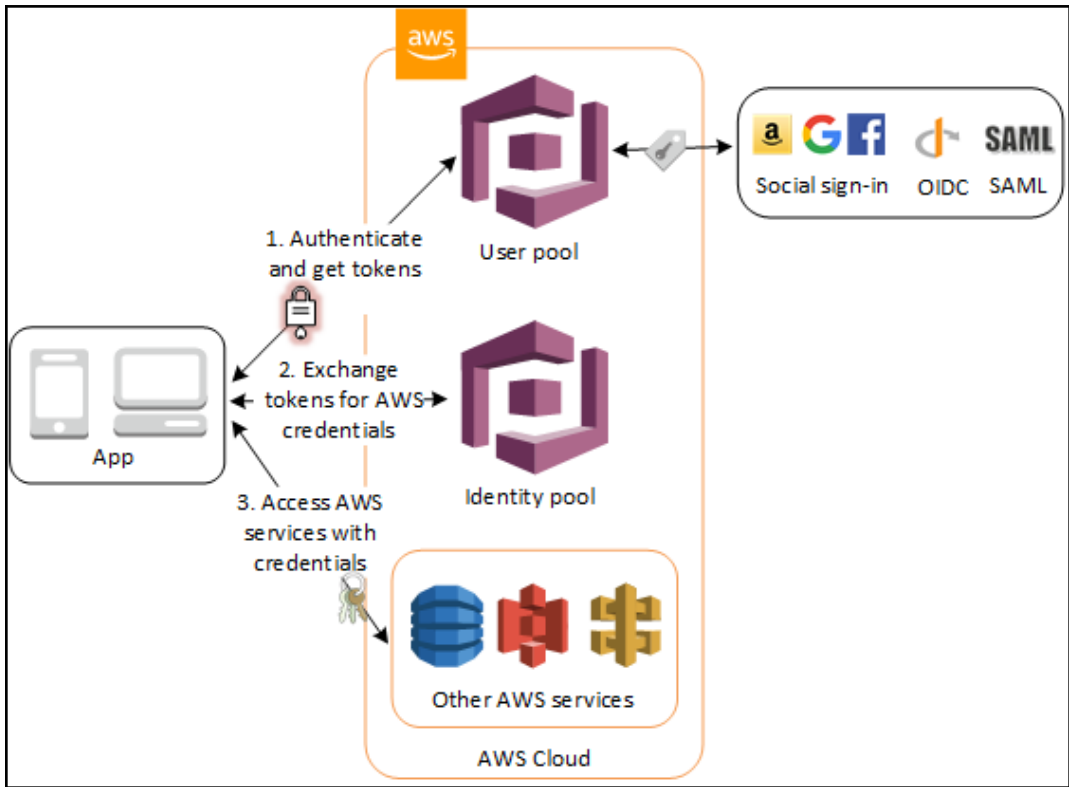 aws
a
SAML
Social sign-in
OIDC
SAML
1. Authenticate
and get tokens
User pool
2. Exchange
tokens for AWS
credentials
App
Identity pool
3. Access AWS
services with
credentials
Other AWS services
AWS Cloud